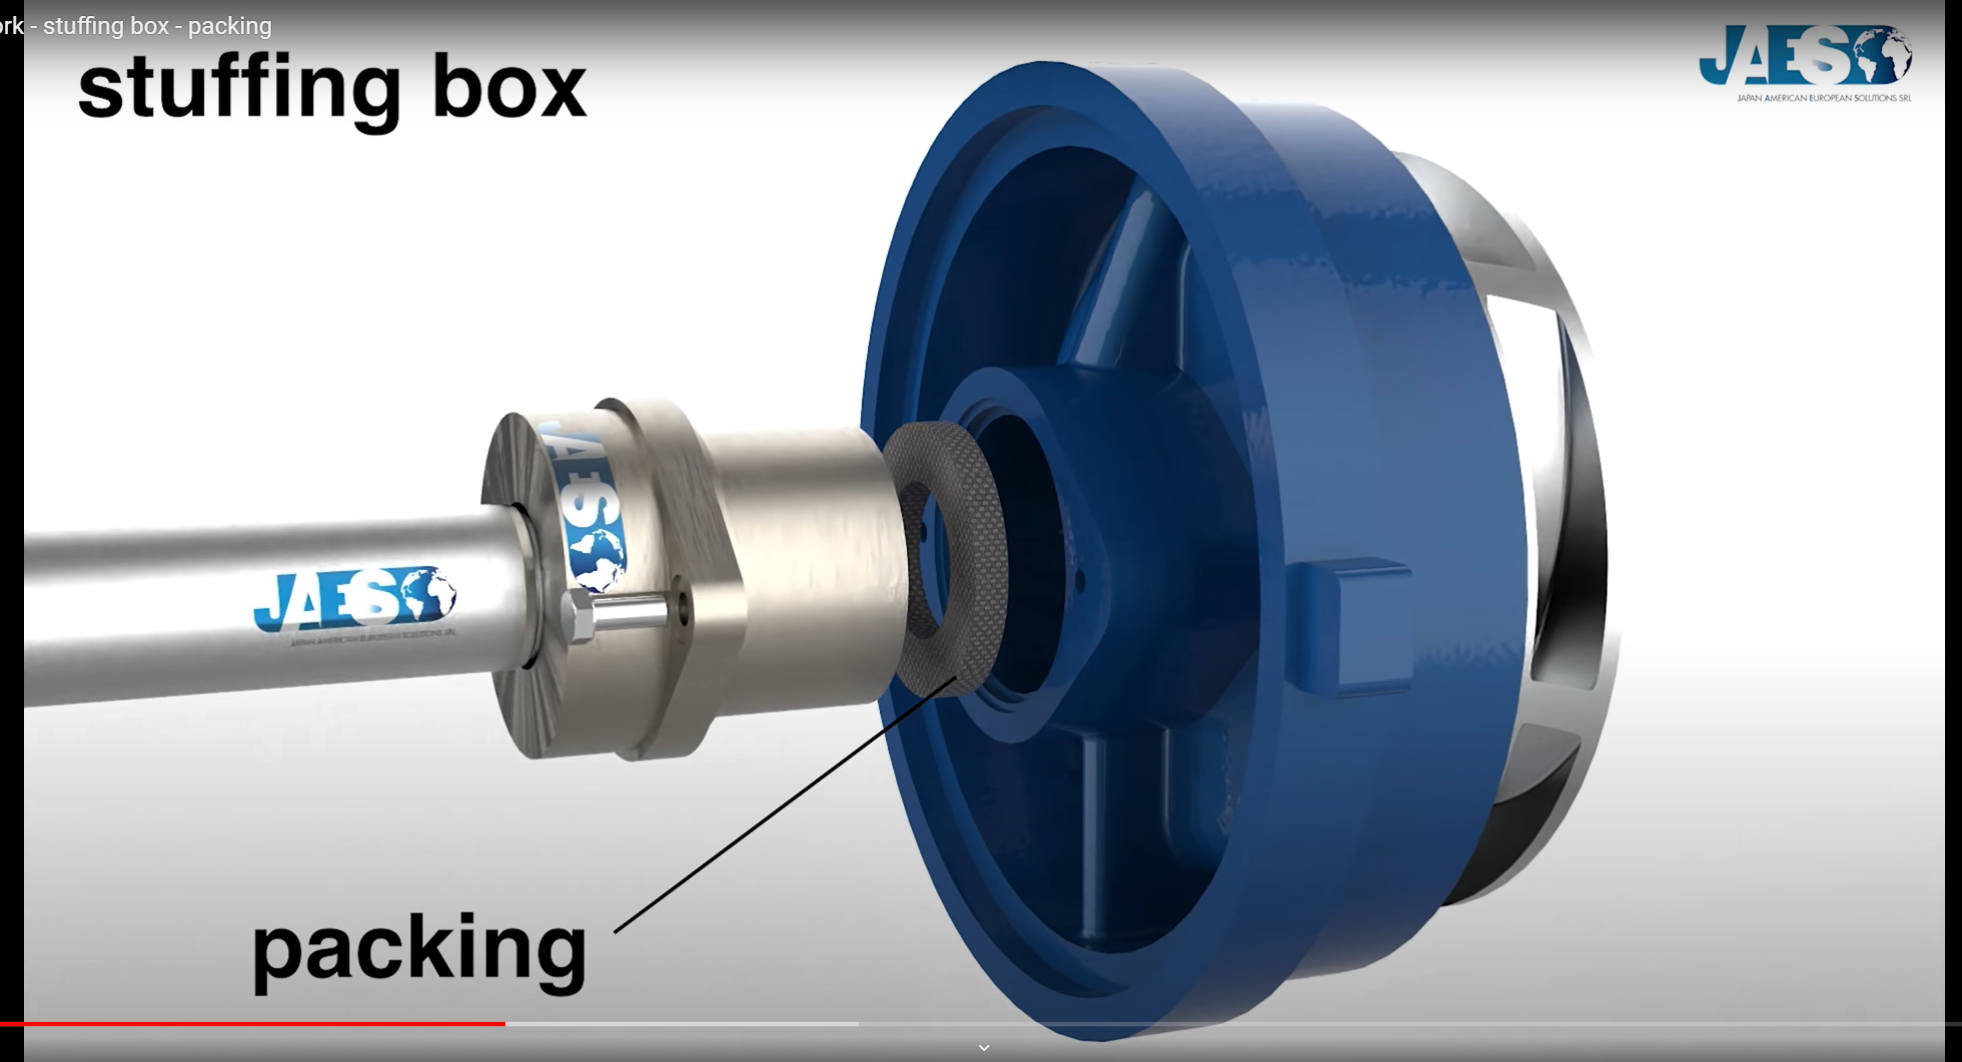 ork - stuffing box - packing
stuffing box
JAES
JAPAN AMERICAN EUROPEAN SOLUTIONS SRL
JAES
JAES
JAPAN AMERICAN EUROPEAN SOLUTIONS SRL
packing